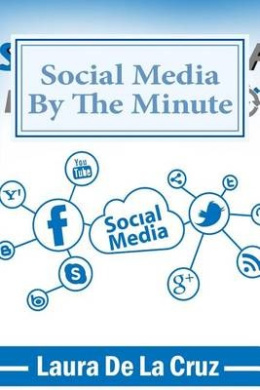 Social Media
By The Minute
You
Tube
Y!
f
Social
Media
t
S
g+
b
Laura De La Cruz